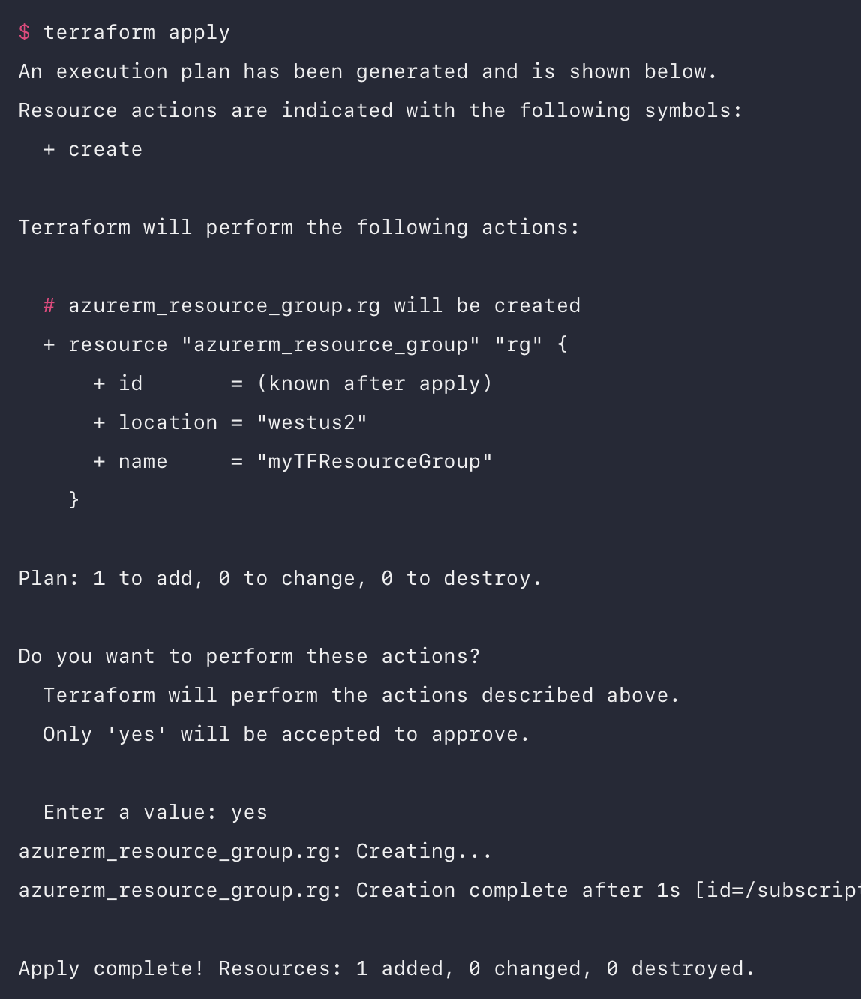 $ terraform apply
An execution plan has been generated and is shown below.
Resource actions are indicated with the following symbols:
  + create

Terraform will perform the following actions:

  # azurerm_resource_group.rg will be created
  + resource "azurerm_resource_group" "rg" {
      + id       = (known after apply)
      + location = "westus2"
      + name     = "myTFResourceGroup"
    }

Plan: 1 to add, 0 to change, 0 to destroy.

Do you want to perform these actions?
  Terraform will perform the actions described above.
  Only 'yes' will be accepted to approve.

  Enter a value: yes
azurerm_resource_group.rg: Creating...
azurerm_resource_group.rg: Creation complete after 1s [id=/subscript

Apply complete! Resources: 1 added, 0 changed, 0 destroyed.